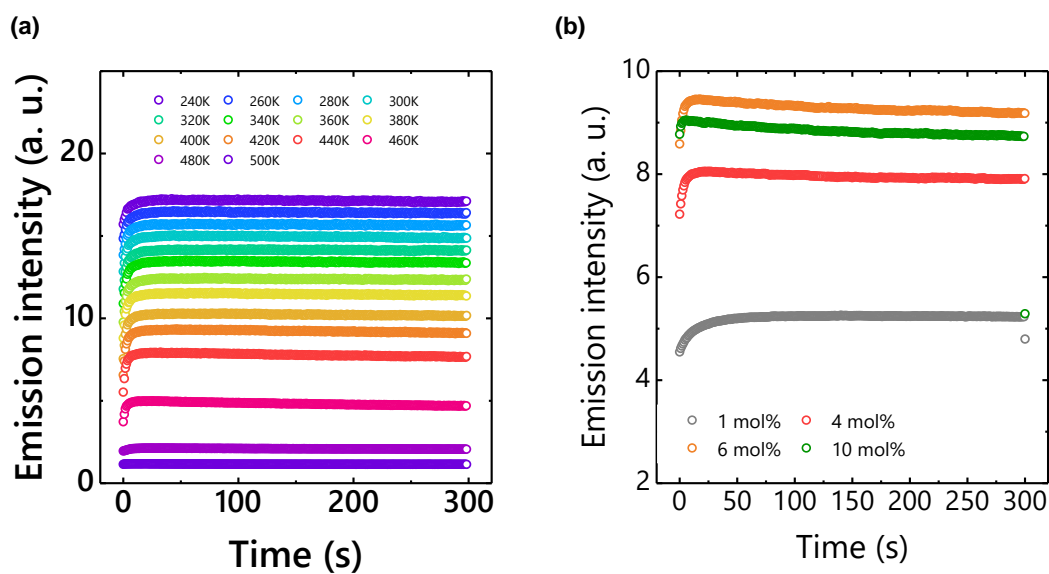 (a)
Emission intensity (a. u.)
20
10
0
240K 260K 280K 300K
320K 340K 360K 380K
400K 420K 440K 460K
480K 500K
0 100 200 300
Time (s)
(b)
Emission intensity (a. u.)
10
8
6
4
2
1 mol% 4 mol%
6 mol% 10 mol%
0 50 100 150 200 250 300
Time (s)